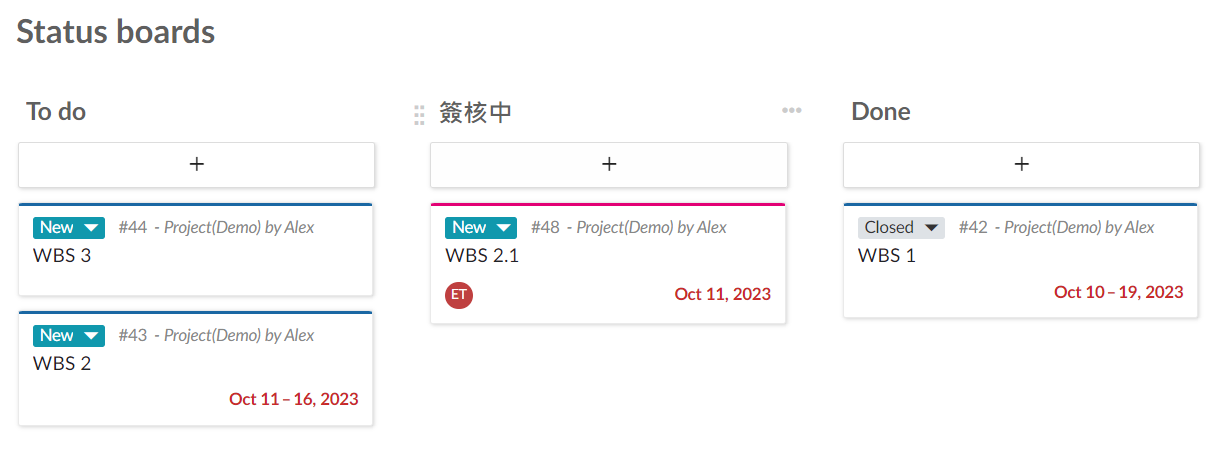 Status boards
To do
+
New #44 - Project(Demo) by Alex
WBS 3
New #43 - Project(Demo) by Alex
WBS 2
Oct 11 – 16, 2023
簽核中
+
New #48 - Project(Demo) by Alex
WBS 2.1
ET Oct 11, 2023
Done
+
Closed #42 - Project(Demo) by Alex
WBS 1
Oct 10 – 19, 2023